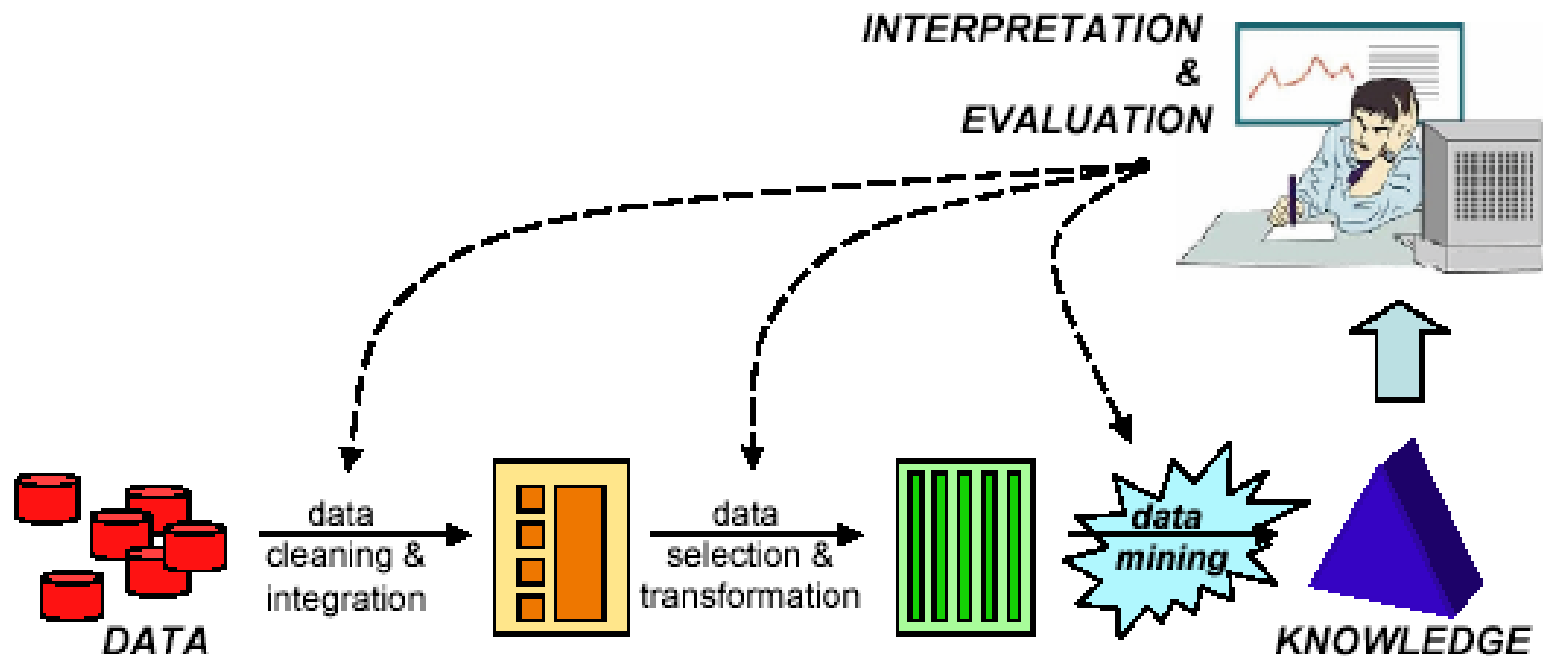 INTERPRETATION
&
EVALUATION
data
cleaning &
integration
data
selection &
transformation
data
mining
DATA
KNOWLEDGE